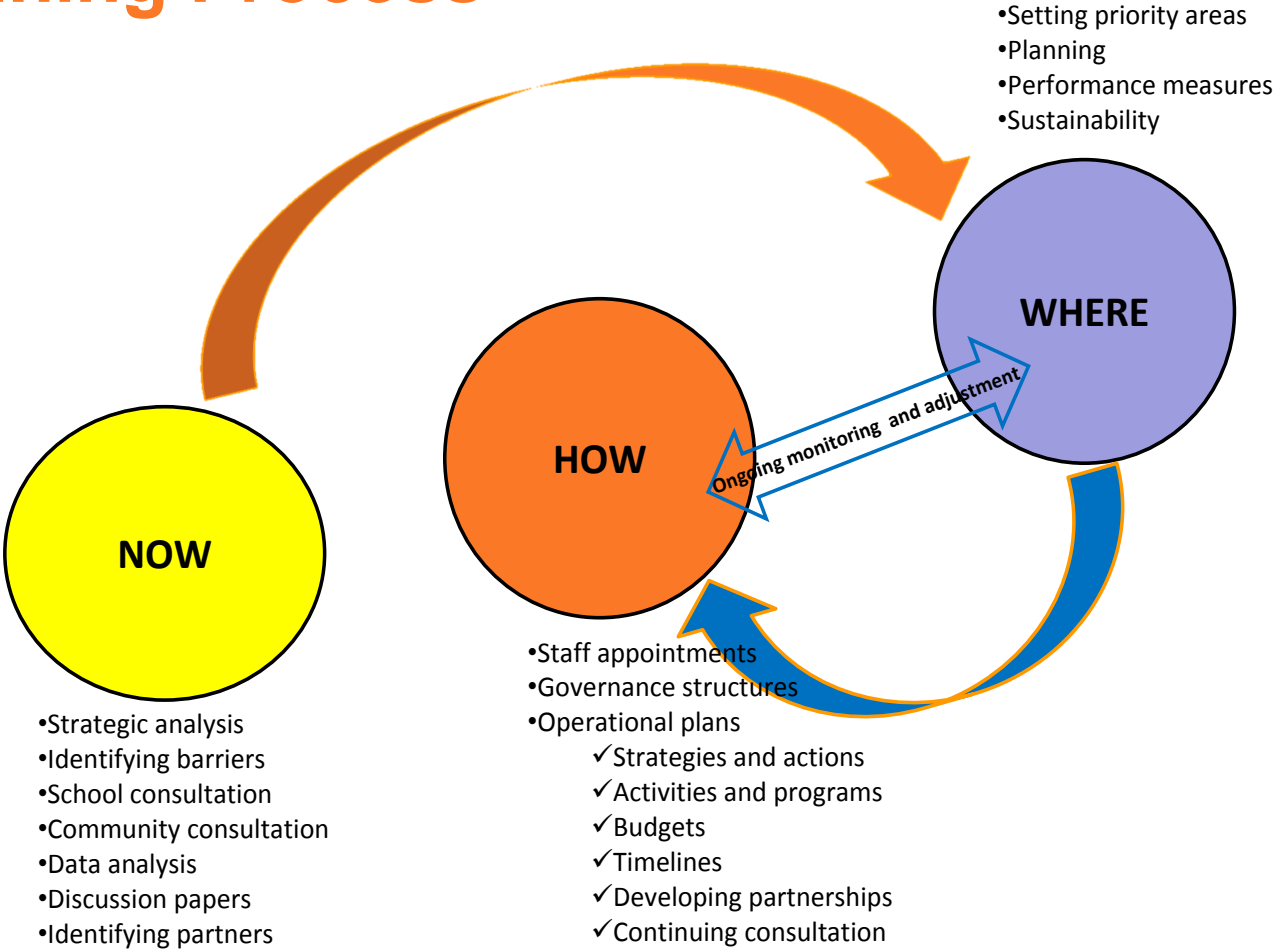 Process
•Setting priority areas
•Planning
•Performance measures
•Sustainability
WHERE
Ongoing monitoring and adjustment
HOW
NOW
•Staff appointments
•Governance structures
•Operational plans
✓Strategies and actions
✓Activities and programs
✓Budgets
✓Timelines
✓Developing partnerships
✓Continuing consultation
•Strategic analysis
•Identifying barriers
•School consultation
•Community consultation
•Data analysis
•Discussion papers
•Identifying partners